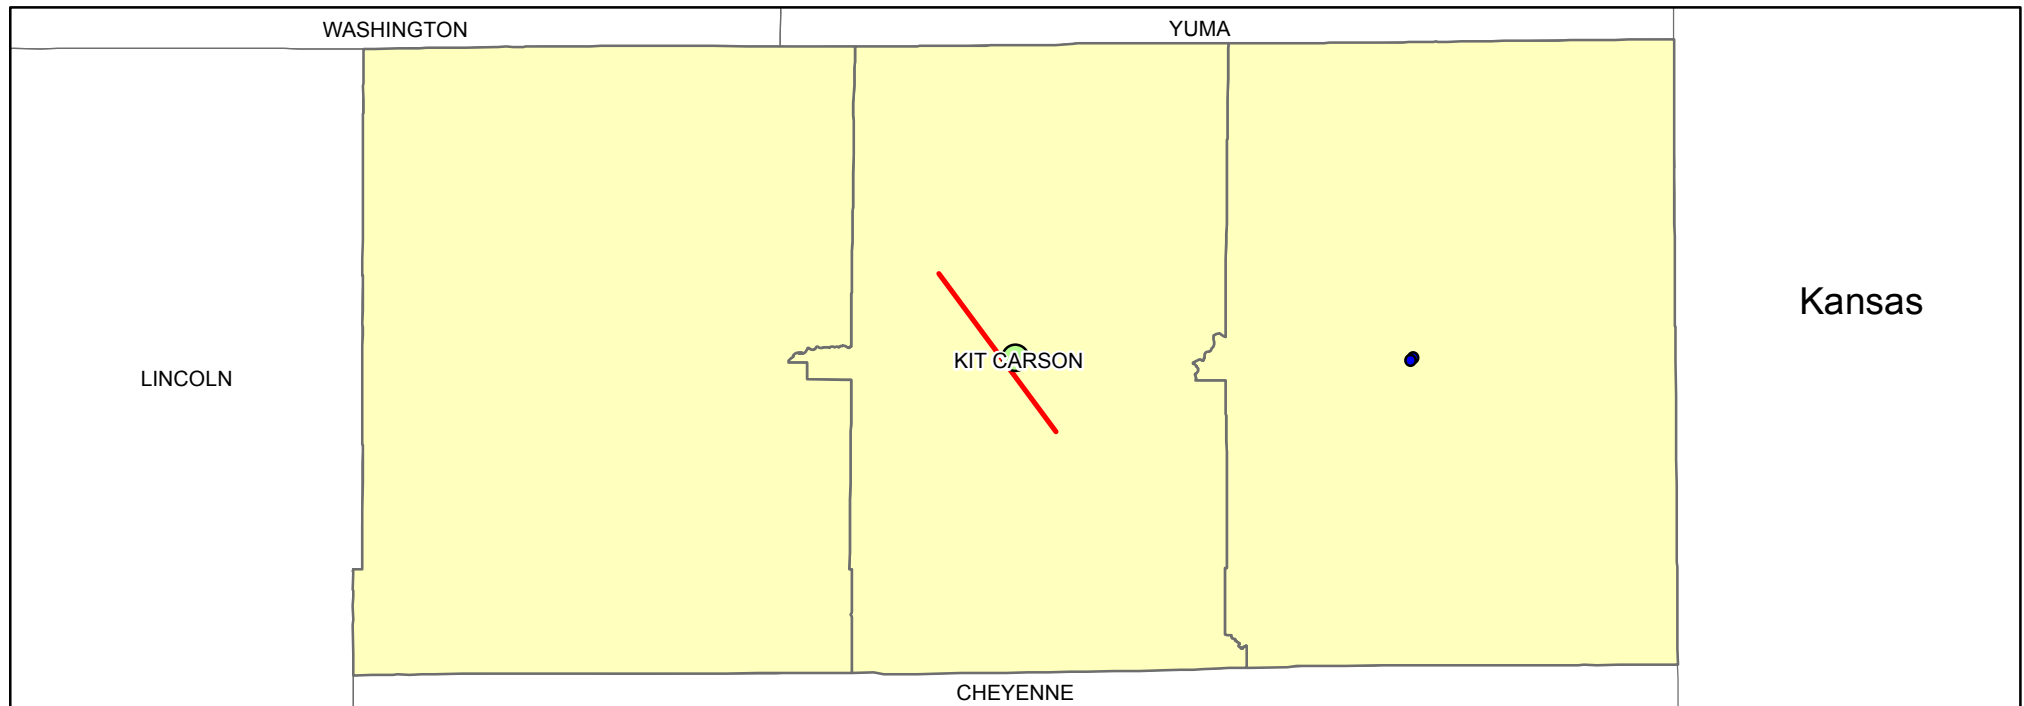 WASHINGTON
YUMA
Kansas
KIT CARSON
LINCOLN
CHEYENNE